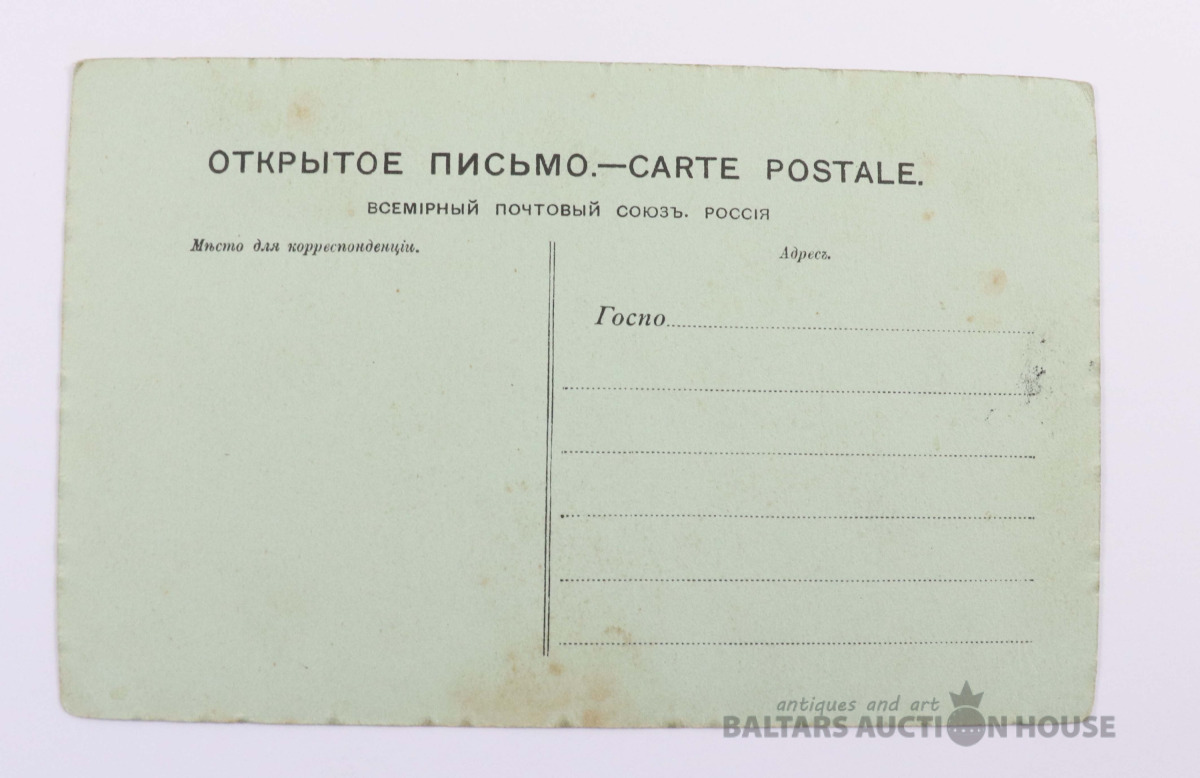 ОТКРЫТОЕ ПИСЬМО.—CARTE POSTALE.
ВСЕМІРНЫЙ ПОЧТОВЫЙ СОЮЗЪ. РОССІЯ
Мѣсто для корреспонденціи.
Адресъ.
Госпо
antiques and art
BALTARS AUCTION HOUSE